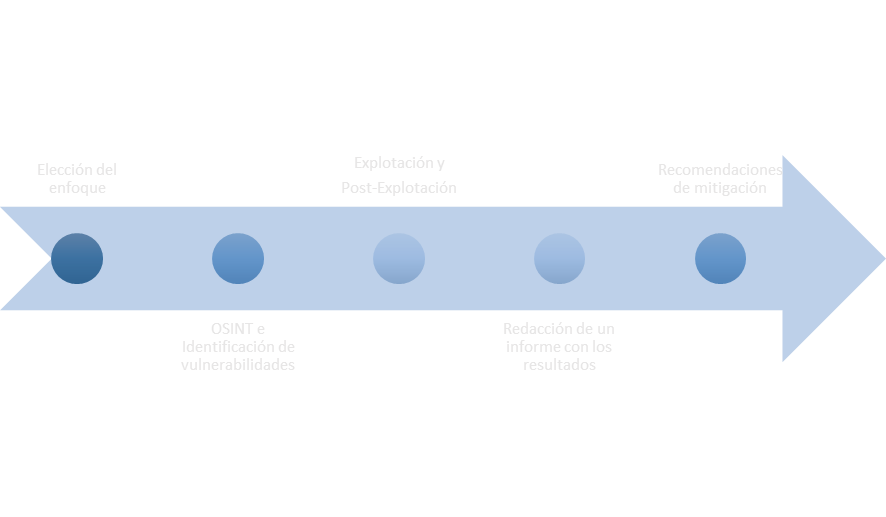 Elección del
enfoque
OSINT e
Identificación de
vulnerabilidades
Explotación y
Post-Explotación
Redacción de un
informe con los
resultados
Recomendaciones
de mitigación